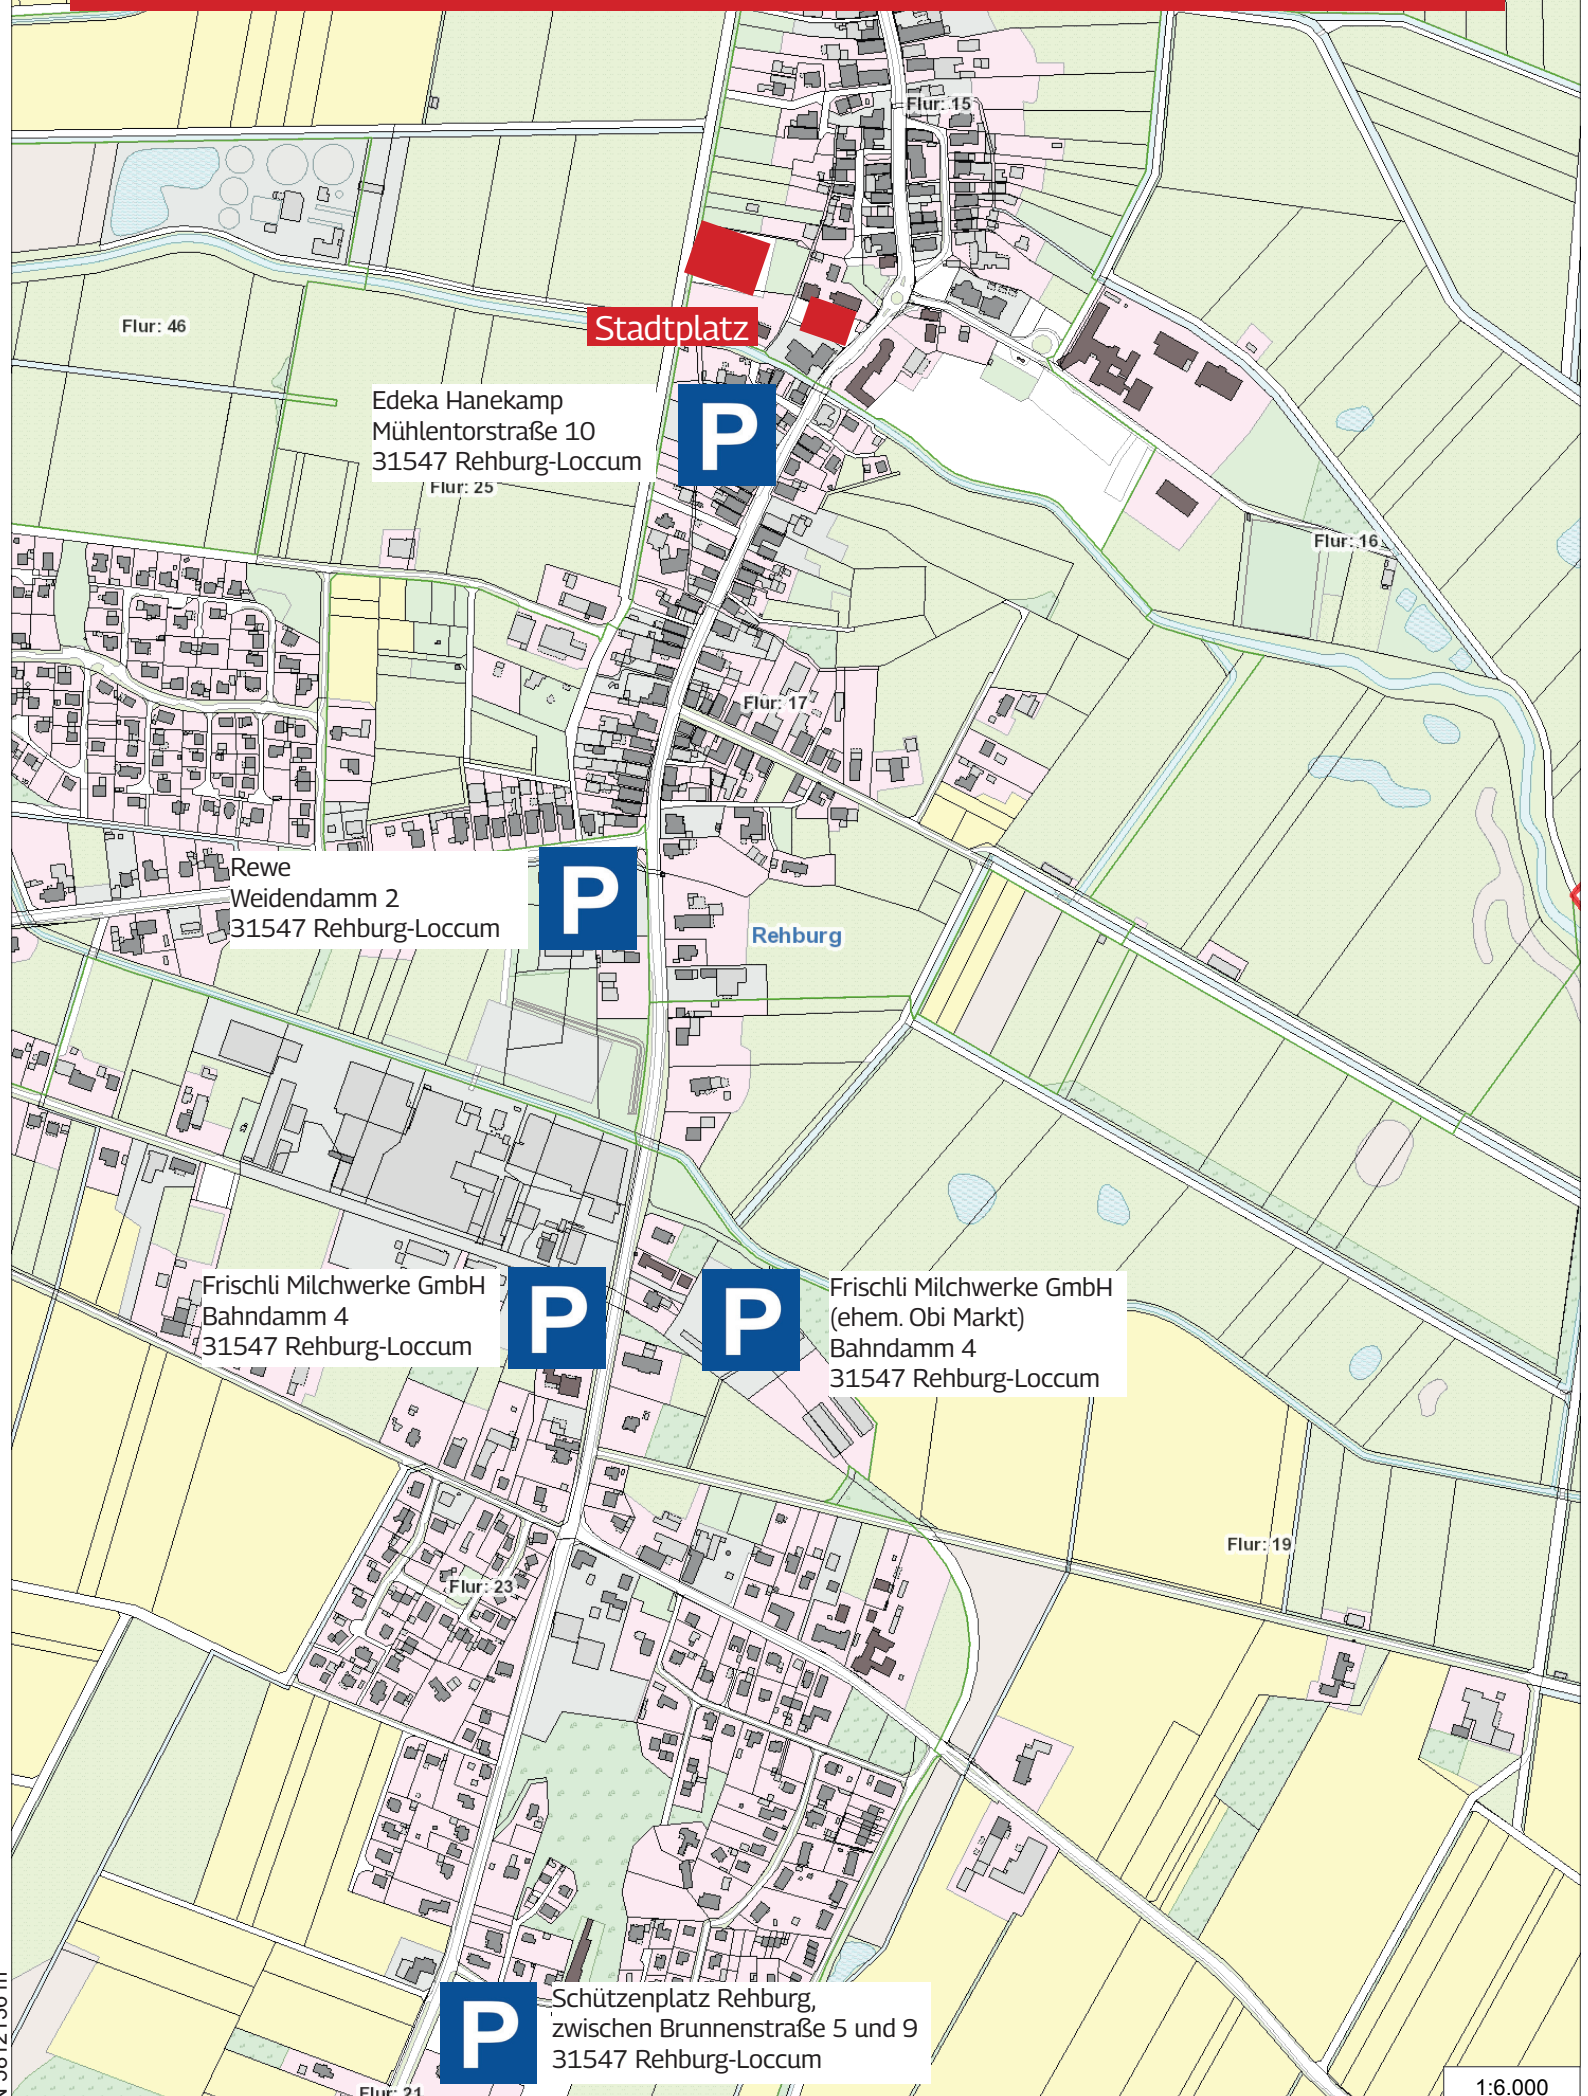 Flur: 15
Stadtplatz
Flur: 46
P
Edeka Hanekamp
Mühlentorstraße 10
31547 Rehburg-Loccum
Flur: 25
Flur: 16
Flur: 17
P
Rewe
Weidendamm 2
31547 Rehburg-Loccum
Rehburg
Frischli Milchwerke GmbH
Bahndamm 4
31547 Rehburg-Loccum
P
P
Frischli Milchwerke GmbH
(ehem. Obi Markt)
Bahndamm 4
31547 Rehburg-Loccum
Flur: 19
Flur: 23
P
Schützenplatz Rehburg,
zwischen Brunnenstraße 5 und 9
31547 Rehburg-Loccum
Flur: 21
1:6.000